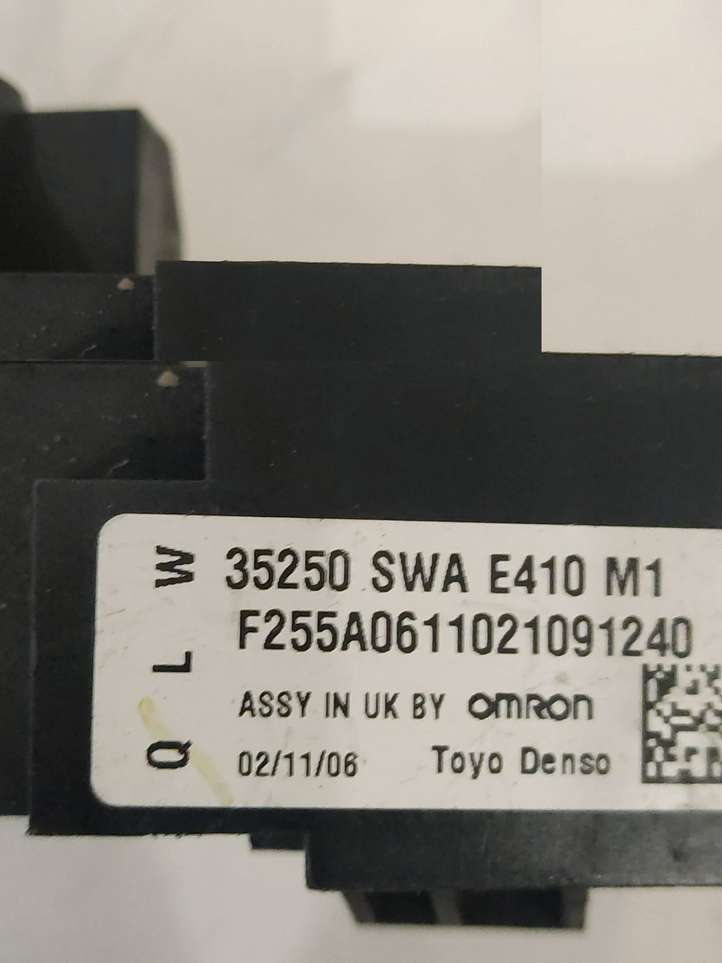 35250 SWA E410 M1
F255A0611021091240
ASSY IN UK BY OMRON
02/11/06 Toyo Denso
Q L W